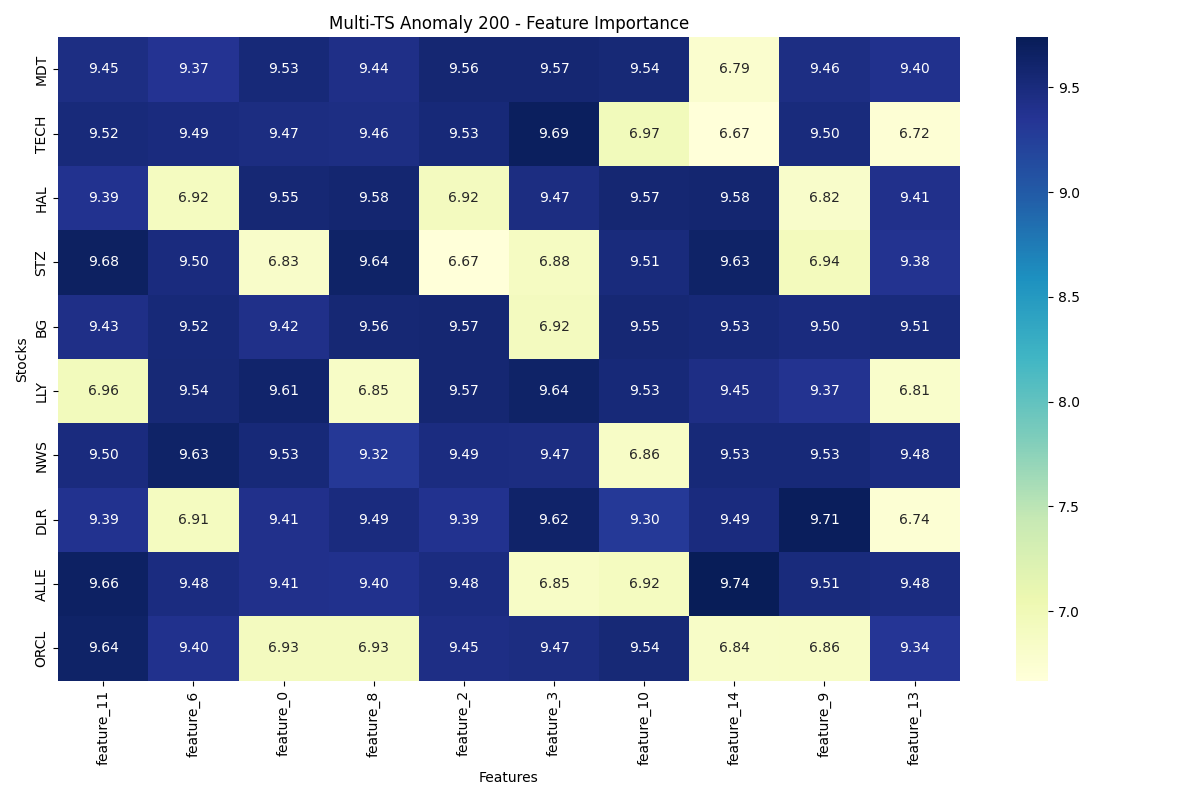 Multi-TS Anomaly 200 - Feature Importance
MDT 9.45 9.37 9.53 9.44 9.56 9.57 9.54 6.79 9.46 9.40
TECH 9.52 9.49 9.47 9.46 9.53 9.69 6.97 6.67 9.50 6.72
HAL 9.39 6.92 9.55 9.58 6.92 9.47 9.57 9.58 6.82 9.41
STZ 9.68 9.50 6.83 9.64 6.67 6.88 9.51 9.63 6.94 9.38
BG 9.43 9.52 9.42 9.56 9.57 6.92 9.55 9.53 9.50 9.51
LLY 6.96 9.54 9.61 6.85 9.57 9.64 9.53 9.45 9.37 6.81
NWS 9.50 9.63 9.53 9.32 9.49 9.47 6.86 9.53 9.53 9.48
DLR 9.39 6.91 9.41 9.49 9.39 9.62 9.30 9.49 9.71 6.74
ALLE 9.66 9.48 9.41 9.40 9.48 6.85 6.92 9.74 9.51 9.48
ORCL 9.64 9.40 6.93 6.93 9.45 9.47 9.54 6.84 6.86 9.34
Stocks
feature_11 feature_6 feature_0 feature_8 feature_2 feature_3 feature_10 feature_14 feature_9 feature_13
Features
9.5
9.0
8.5
8.0
7.5
7.0